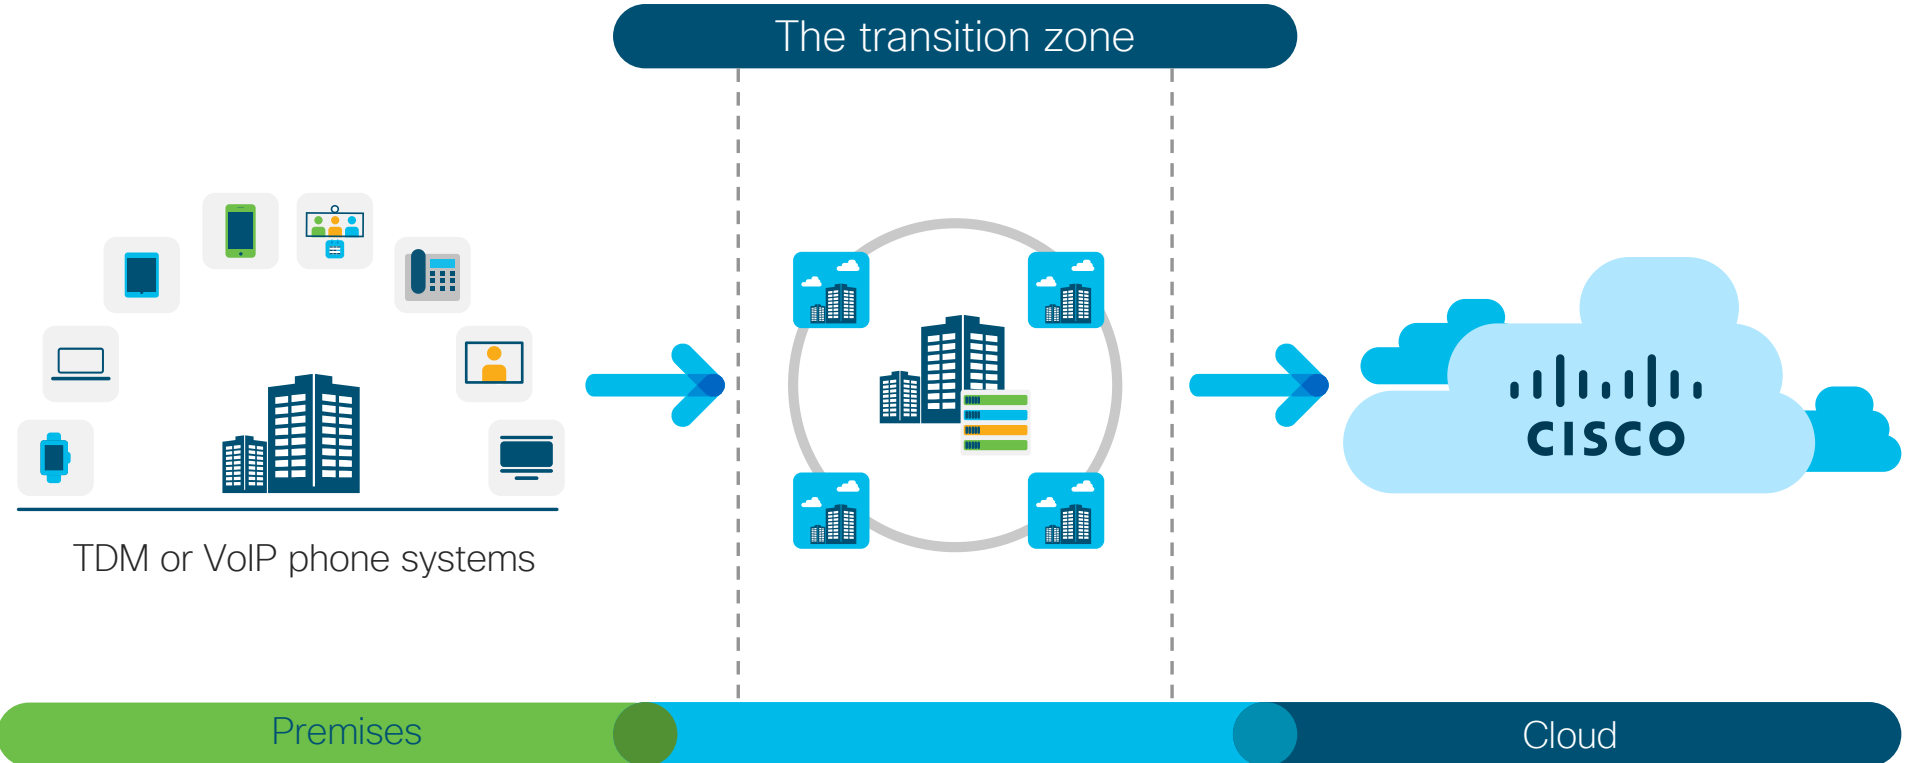 The transition zone
CISCO
TDM or VoIP phone systems
Premises
Cloud